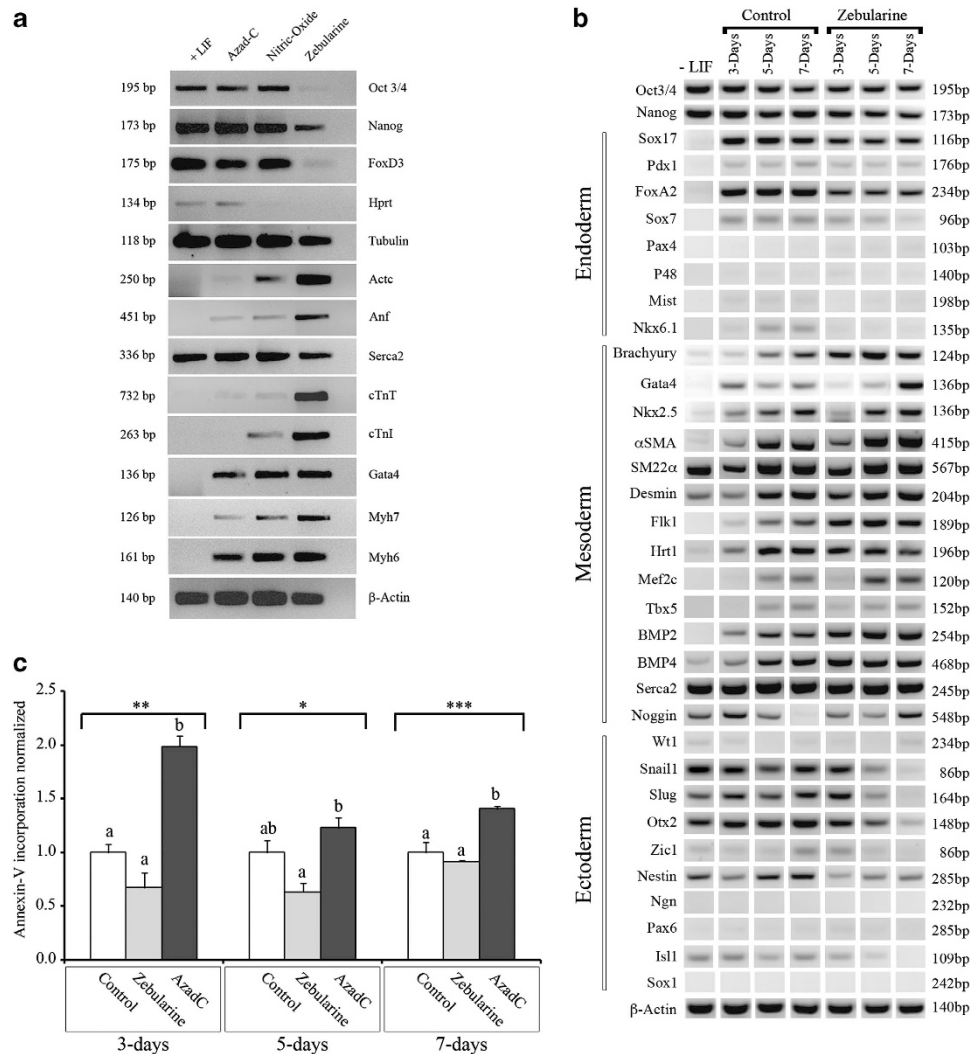 a
+ LIF
Azad-C
Nitric-Oxide
Zebularine
195 bp Oct 3/4
173 bp Nanog
175 bp FoxD3
134 bp Hprt
118 bp Tubulin
250 bp Actc
451 bp Anf
336 bp Serca2
732 bp cTnT
263 bp cTnI
136 bp Gata4
126 bp Myh7
161 bp Myh6
140 bp β-Actin
b
Control Zebularine
- LIF 3-Days 5-Days 7-Days 3-Days 5-Days 7-Days
Oct3/4 195bp
Nanog 173bp
Endoderm
Sox17 116bp
Pdx1 176bp
FoxA2 234bp
Sox7 96bp
Pax4 103bp
P48 140bp
Mist 198bp
Nkx6.1 135bp
Mesoderm
Brachyury 124bp
Gata4 136bp
Nkx2.5 136bp
αSMA 415bp
SM22α 567bp
Desmin 204bp
Flk1 189bp
Hrt1 196bp
Mef2c 120bp
Tbx5 152bp
BMP2 254bp
BMP4 468bp
Serca2 245bp
Noggin 548bp
Ectoderm
Wt1 234bp
Snail1 86bp
Slug 164bp
Otx2 148bp
Zic1 86bp
Nestin 285bp
Ngn 232bp
Pax6 285bp
Isl1 109bp
Sox1 242bp
β-Actin 140bp
c
Annexin-V incorporation normalized
2.5
2.0
1.5
1.0
0.5
0.0
** * ***
a a b
ab a b
a a b
Control Zebularine AzadC
Control Zebularine AzadC
Control Zebularine AzadC
3-days 5-days 7-days